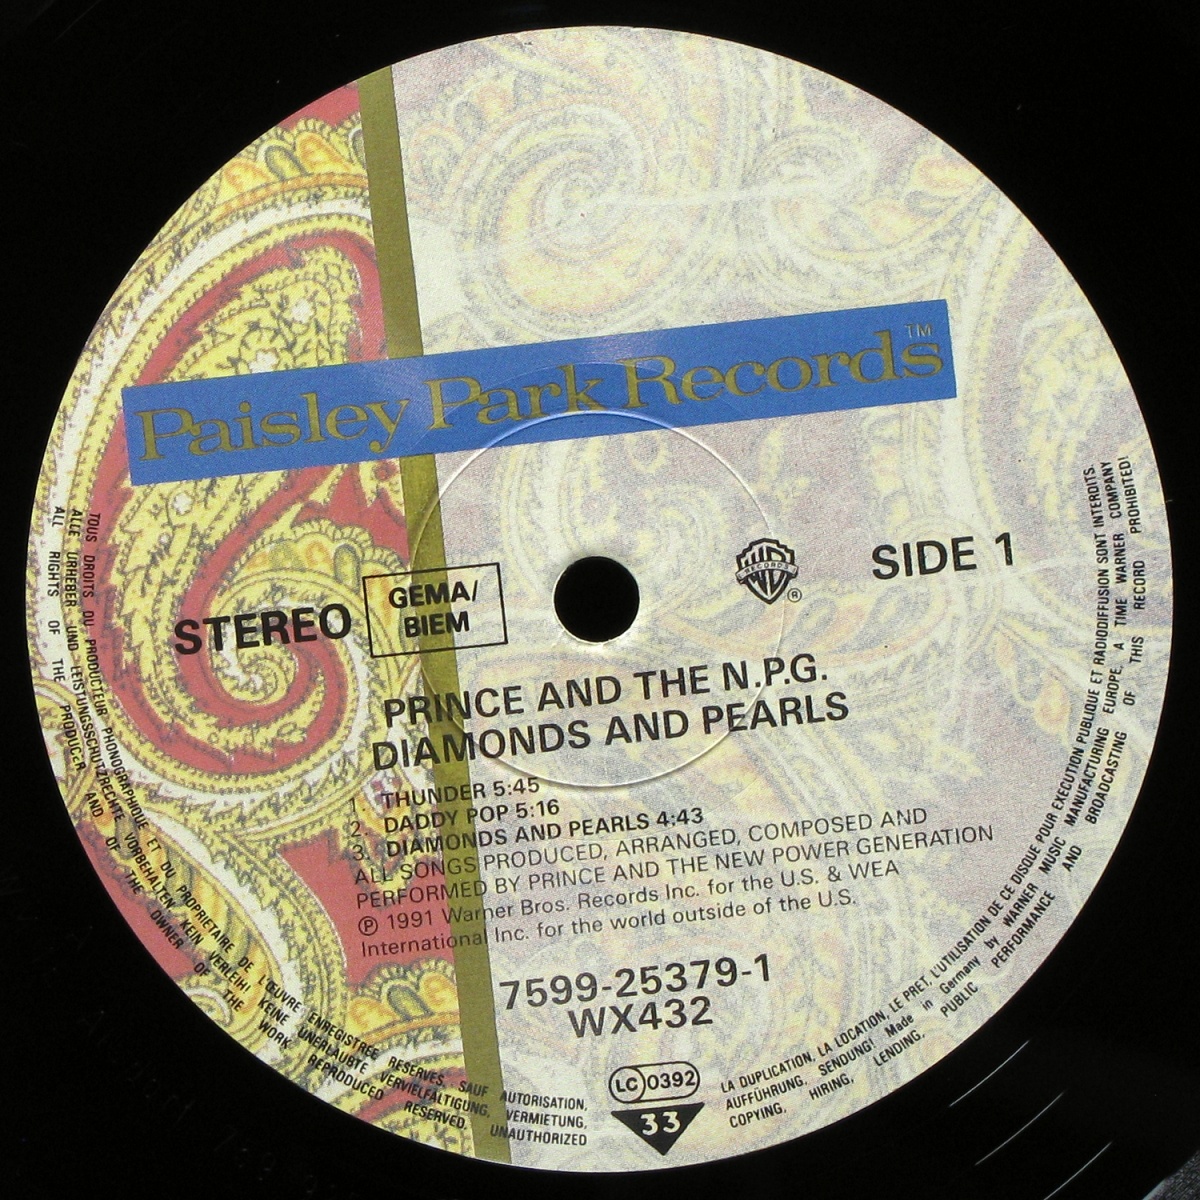 Paisley Park Records™
SIDE 1
W RECORDS ®
STEREO
GEMA/
BIEM
PRINCE AND THE N.P.G.
DIAMONDS AND PEARLS
1. THUNDER 5:45
2. DADDY POP 5:16
3. DIAMONDS AND PEARLS 4:43
ALL SONGS PRODUCED, ARRANGED, COMPOSED AND
PERFORMED BY PRINCE AND THE NEW POWER GENERATION
℗ 1991 Warner Bros. Records Inc. for the U.S. & WEA
International Inc. for the world outside of the U.S.
7599-25379-1
WX432
LC 0392
33
TOUS DROITS DU PRODUCTEUR PHONOGRAPHIQUE ET DU PROPRIETAIRE DE L'ŒUVRE ENREGISTREE RESERVES. SAUF AUTORISATION, LA DUPLICATION, LA LOCATION, LE PRET, L'UTILISATION DE CE DISQUE POUR EXECUTION PUBLIQUE ET RADIODIFFUSION SONT INTERDITS.
ALLE URHEBER UND LEISTUNGSSCHUTZRECHTE VORBEHALTEN. KEIN VERLEIH! KEINE UNERLAUBTE VERVIELFÄLTIGUNG, VERMIETUNG, AUFFÜHRUNG, SENDUNG! Made in Germany by WARNER MUSIC MANUFACTURING EUROPE, A TIME WARNER COMPANY
ALL RIGHTS OF THE PRODUCER AND OF THE OWNER OF THE WORK REPRODUCED RESERVED. UNAUTHORIZED COPYING, HIRING, LENDING, PUBLIC PERFORMANCE AND BROADCASTING OF THIS RECORD PROHIBITED!